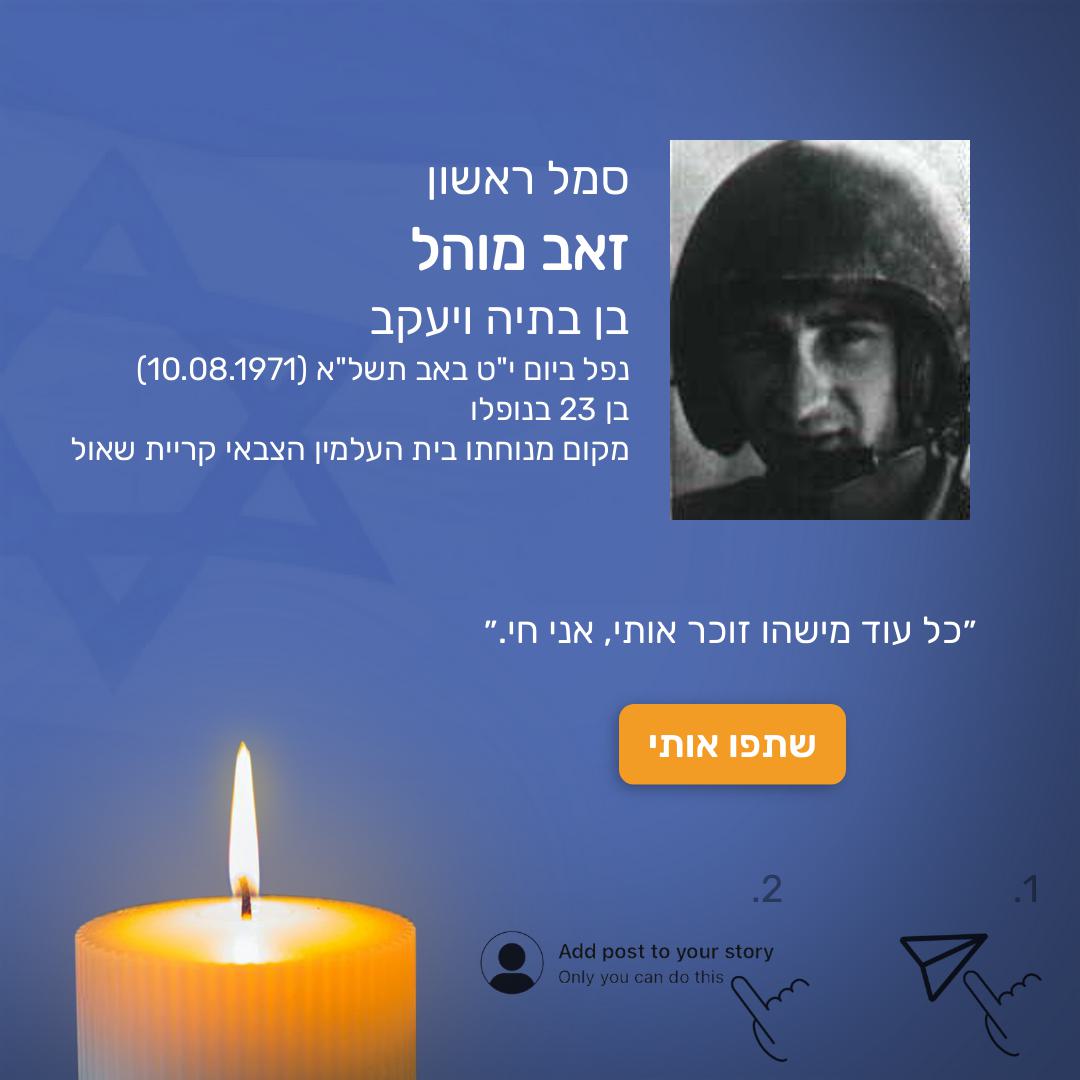 סמל ראשון
זאב מוהל
בן בתיה ויעקב
נפל ביום י"ט באב תשל"א (10.08.1971)
בן 23 בנופלו
מקום מנוחתו בית העלמין הצבאי קריית שאול
״כל עוד מישהו זוכר אותי, אני חי.״
שתפו אותי
.1
.2
Add post to your story
Only you can do this